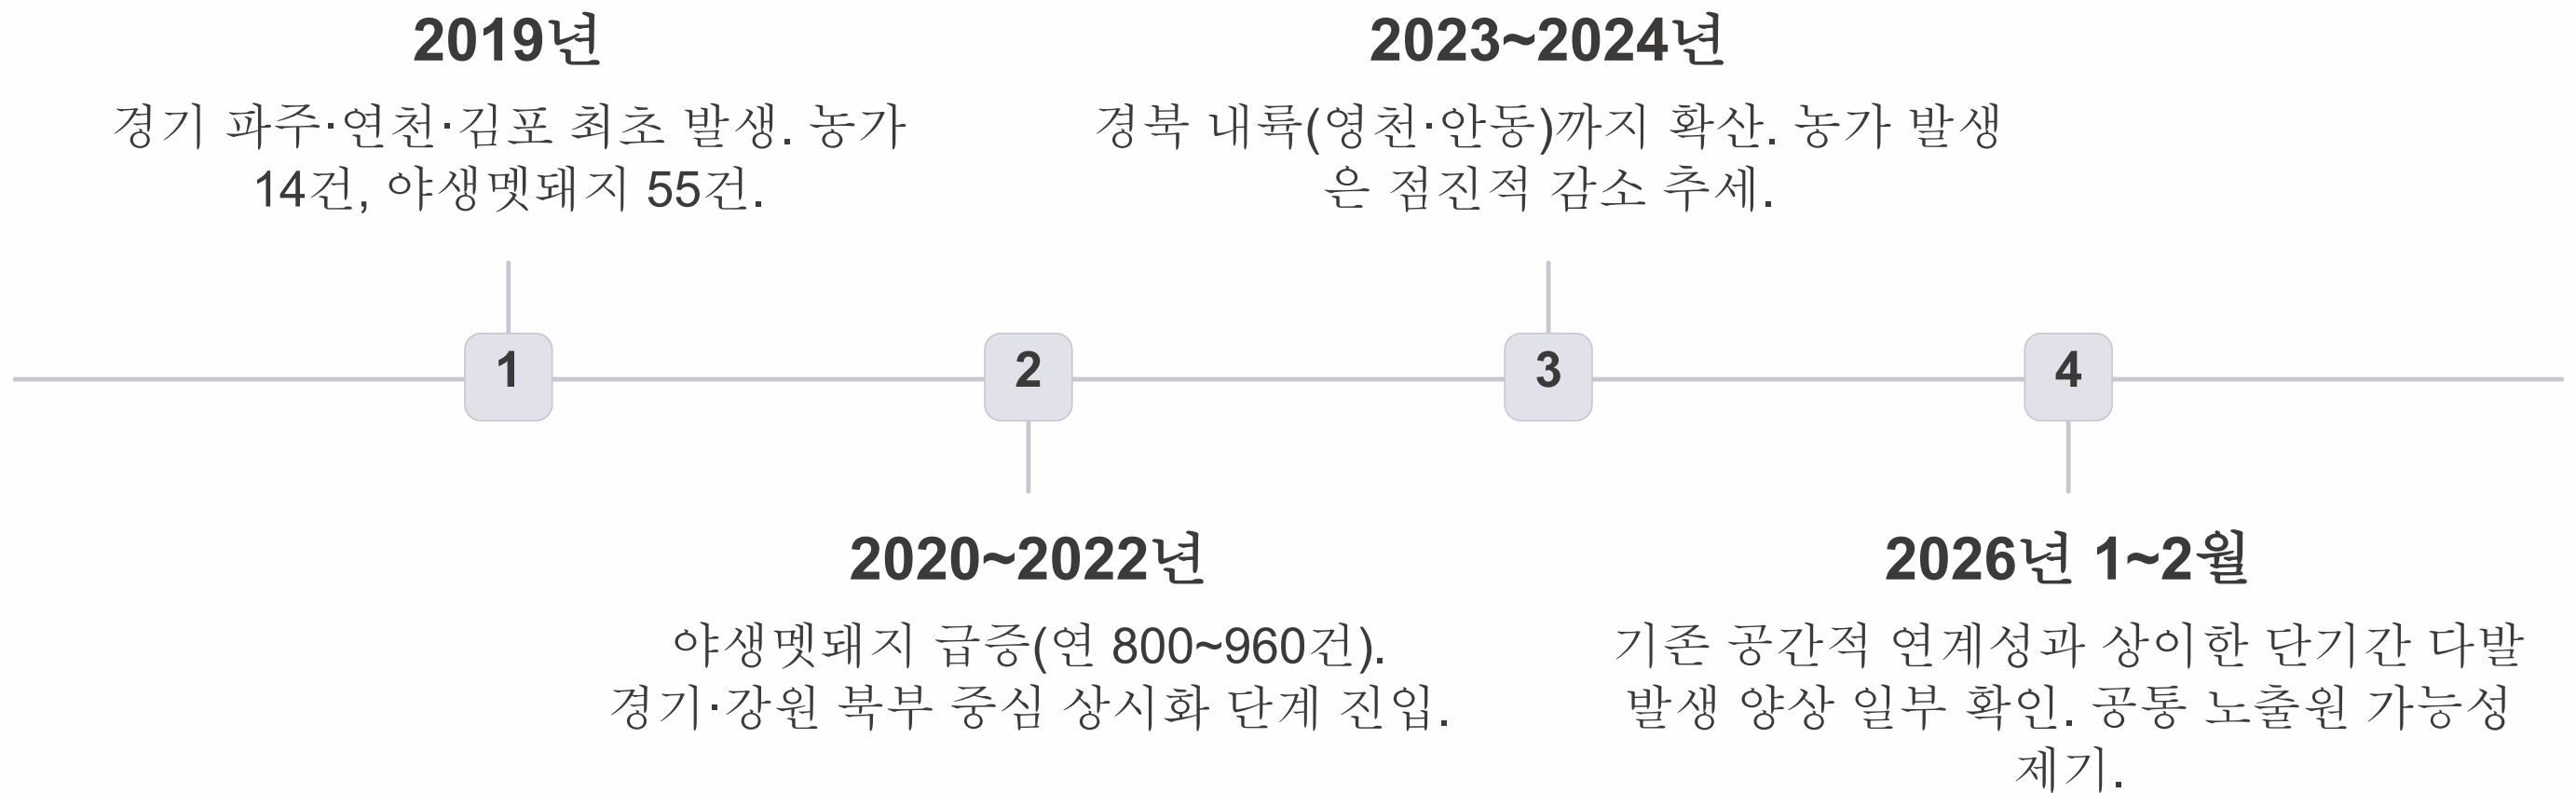 2019년
경기 파주·연천·김포 최초 발생. 농가
14건, 야생멧돼지 55건.
2023~2024년
경북 내륙(영천·안동)까지 확산. 농가 발생
은 점진적 감소 추세.
1
2
3
4
2020~2022년
야생멧돼지 급증(연 800~960건).
경기·강원 북부 중심 상시화 단계 진입.
2026년 1~2월
기존 공간적 연계성과 상이한 단기간 다발
발생 양상 일부 확인. 공통 노출원 가능성
제기.